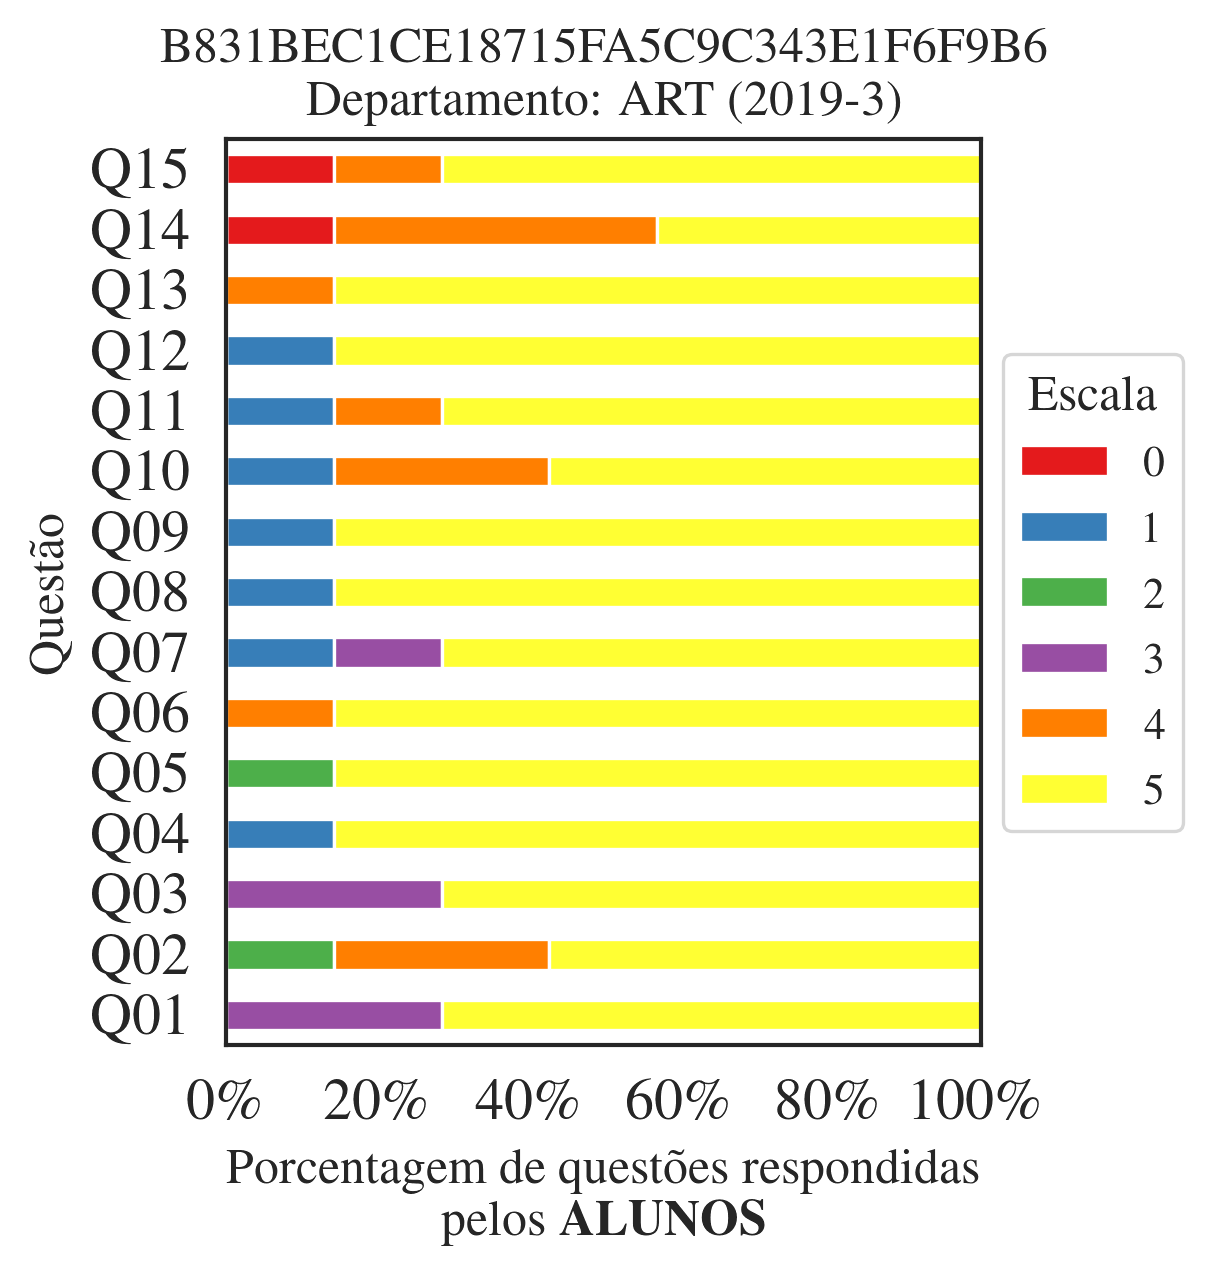 B831BEC1CE18715FA5C9C343E1F6F9B6
Departamento: ART (2019-3)
Questão
Q15
Q14
Q13
Q12
Q11
Q10
Q09
Q08
Q07
Q06
Q05
Q04
Q03
Q02
Q01
0% 20% 40% 60% 80% 100%
Porcentagem de questões respondidas
pelos ALUNOS
Escala
0
1
2
3
4
5